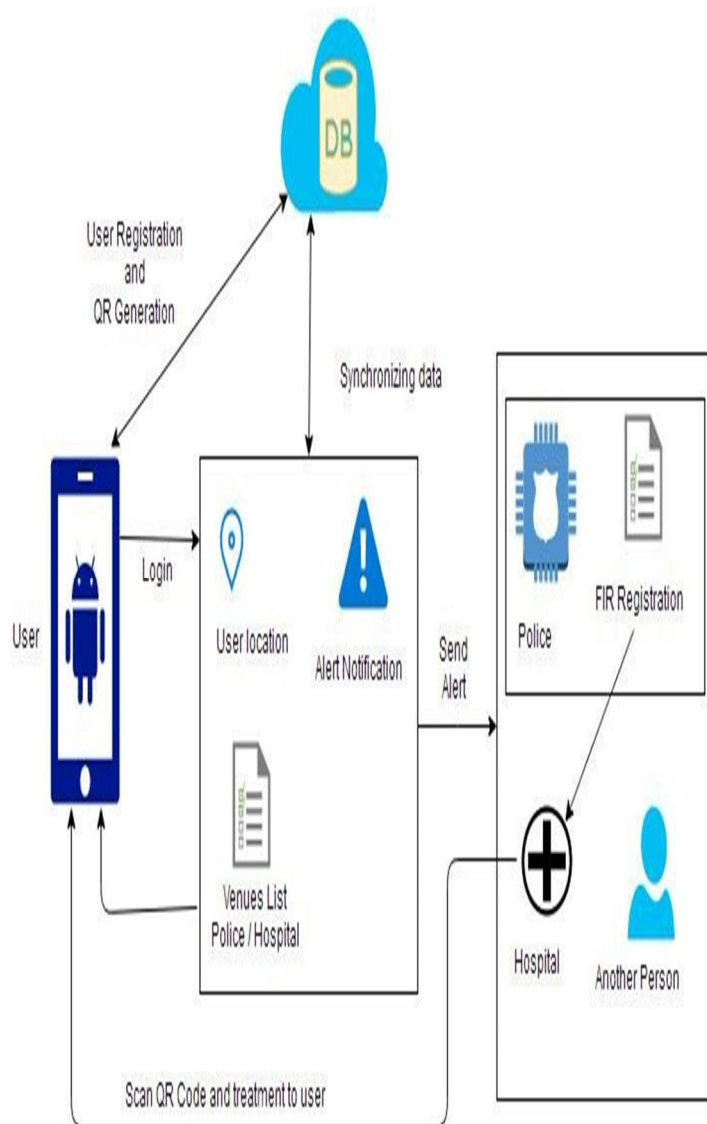 DB
User Registration
and
QR Generation
Synchronizing data
Login
User
User location
Alert Notification
Send
Alert
Police
FIR Registration
Venues List
Police / Hospital
Hospital
Another Person
Scan QR Code and treatment to user